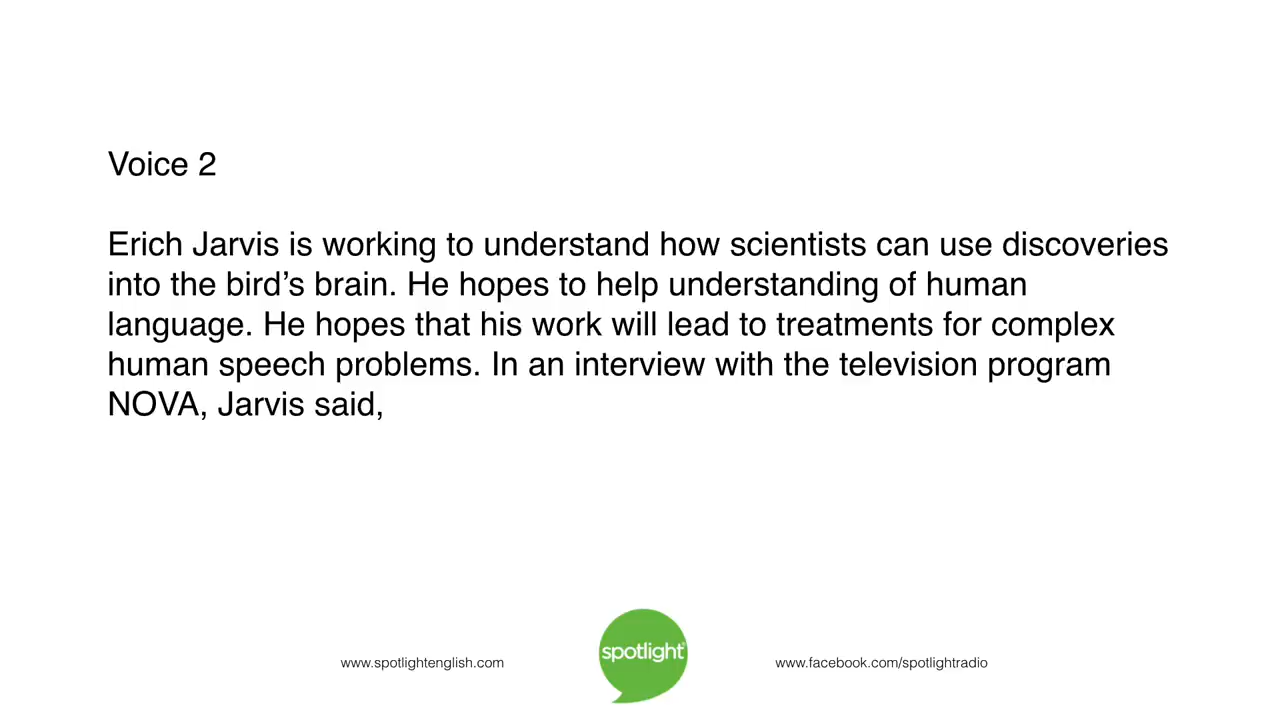 Voice 2
Erich Jarvis is working to understand how scientists can use discoveries
into the bird’s brain. He hopes to help understanding of human
language. He hopes that his work will lead to treatments for complex
human speech problems. In an interview with the television program
NOVA, Jarvis said,
www.spotlightenglish.com
spotlight®
www.facebook.com/spotlightradio